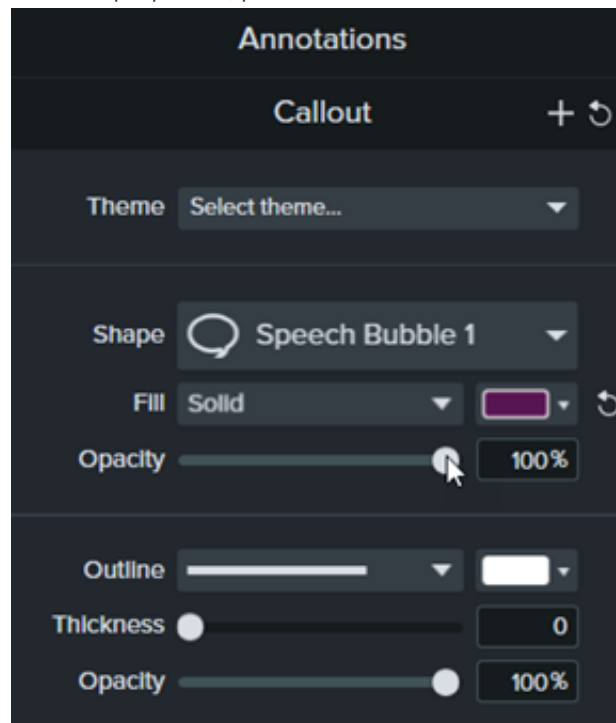 Annotations
Callout
Theme Select theme...
Shape Speech Bubble 1
Fill Solid
Opacity 100%
Outline
Thickness 0
Opacity 100%